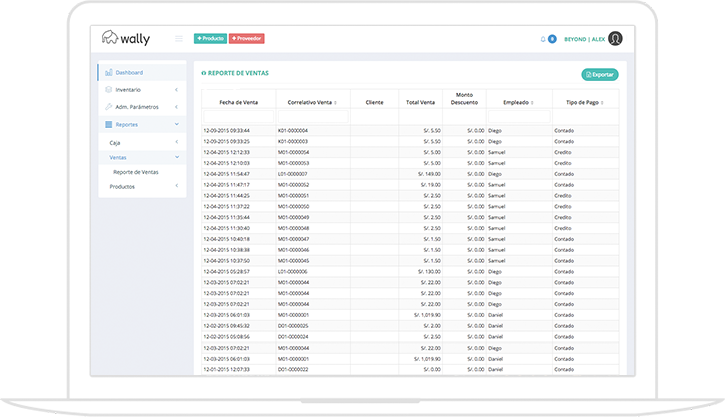 wally
+ Producto + Proveedor
0 BEYOND | ALEX
Dashboard
Inventario
Adm. Parámetros
Reportes
Caja
Ventas
Reporte de Ventas
Productos
REPORTE DE VENTAS
Exportar
Fecha de Venta Correlativo Venta Cliente Total Venta Monto Descuento Empleado Tipo de Pago
12-09-2015 09:33:44 K01-0000004 S/. 5.50 S/. 0.00 Diego Contado
12-09-2015 09:33:25 K01-0000003 S/. 5.50 S/. 0.00 Diego Contado
12-04-2015 12:12:33 M01-0000054 S/. 2.50 S/. 0.00 Samuel Credito
12-04-2015 12:10:03 M01-0000053 S/. 5.00 S/. 0.00 Samuel Credito
12-04-2015 11:54:47 L01-0000007 S/. 149.00 S/. 0.00 Diego Contado
12-04-2015 11:47:17 M01-0000052 S/. 19.00 S/. 0.00 Samuel Contado
12-04-2015 11:44:25 M01-0000051 S/. 2.50 S/. 0.00 Samuel Credito
12-04-2015 11:37:22 M01-0000050 S/. 2.50 S/. 0.00 Samuel Credito
12-04-2015 11:35:44 M01-0000049 S/. 2.50 S/. 0.00 Samuel Credito
12-04-2015 11:30:40 M01-0000048 S/. 2.50 S/. 0.00 Samuel Credito
12-04-2015 10:40:18 M01-0000047 S/. 1.50 S/. 0.00 Samuel Contado
12-04-2015 10:38:38 M01-0000046 S/. 1.50 S/. 0.00 Samuel Contado
12-04-2015 10:37:50 M01-0000045 S/. 1.50 S/. 0.00 Samuel Contado
12-04-2015 05:28:57 L01-0000006 S/. 130.00 S/. 0.00 Diego Contado
12-03-2015 07:02:21 M01-0000044 S/. 22.00 S/. 0.00 Diego Contado
12-03-2015 07:02:21 M01-0000044 S/. 22.00 S/. 0.00 Diego Contado
12-03-2015 07:02:21 M01-0000044 S/. 22.00 S/. 0.00 Diego Contado
12-03-2015 06:01:03 M01-0000001 S/. 1,019.90 S/. 0.00 Daniel Contado
12-02-2015 09:45:32 D01-0000025 S/. 2.00 S/. 0.00 Daniel Contado
12-02-2015 05:08:56 D01-0000024 S/. 2.50 S/. 0.00 Daniel Contado
12-03-2015 07:02:21 M01-0000044 S/. 22.00 S/. 0.00 Diego Contado
12-03-2015 06:01:03 M01-0000001 S/. 1,019.90 S/. 0.00 Daniel Contado
12-01-2015 12:07:33 D01-0000022 S/. 0.00 S/. 0.00 Daniel Contado